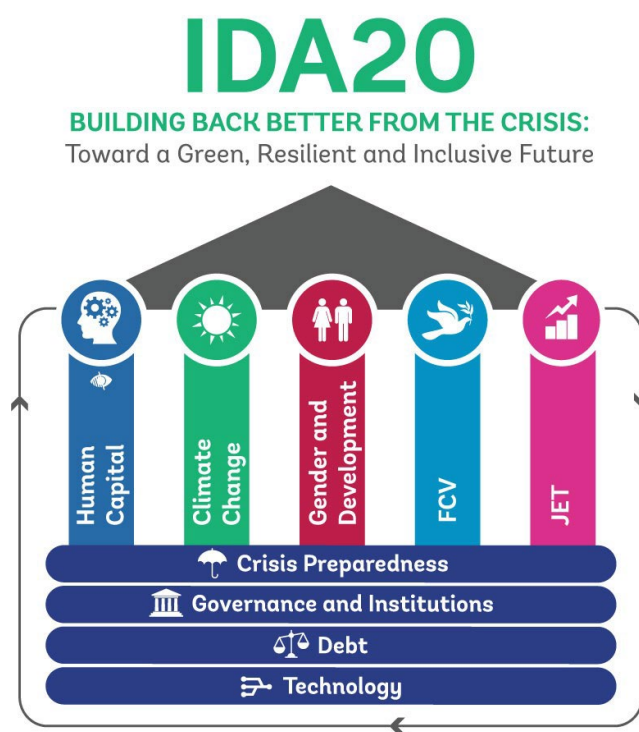 IDA20
BUILDING BACK BETTER FROM THE CRISIS:
Toward a Green, Resilient and Inclusive Future
Human
Capital
Climate
Change
Gender and
Development
FCV
JET
Crisis Preparedness
Governance and Institutions
Debt
Technology